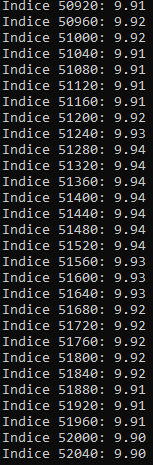 Indice 50920: 9.91
Indice 50960: 9.92
Indice 51000: 9.92
Indice 51040: 9.91
Indice 51080: 9.91
Indice 51120: 9.91
Indice 51160: 9.91
Indice 51200: 9.92
Indice 51240: 9.93
Indice 51280: 9.94
Indice 51320: 9.94
Indice 51360: 9.94
Indice 51400: 9.94
Indice 51440: 9.94
Indice 51480: 9.94
Indice 51520: 9.94
Indice 51560: 9.93
Indice 51600: 9.93
Indice 51640: 9.93
Indice 51680: 9.92
Indice 51720: 9.92
Indice 51760: 9.92
Indice 51800: 9.92
Indice 51840: 9.92
Indice 51880: 9.91
Indice 51920: 9.91
Indice 51960: 9.91
Indice 52000: 9.90
Indice 52040: 9.90